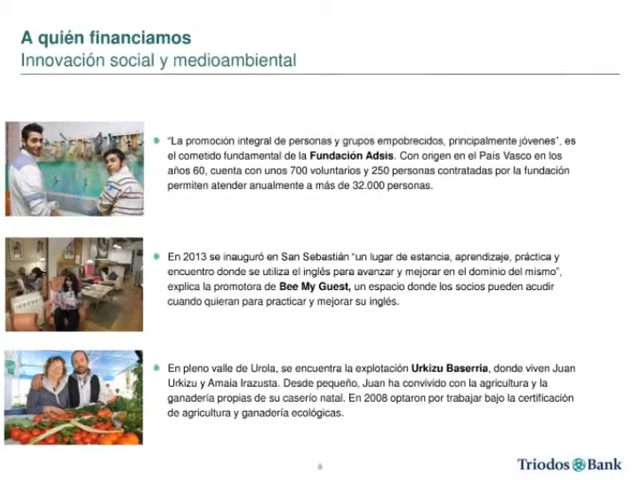 A quién financiamos
Innovación social y medioambiental
“La promoción integral de personas y grupos empobrecidos, principalmente jóvenes”, es
el cometido fundamental de la Fundación Adsis. Con origen en el País Vasco en los
años 60, cuenta con unos 700 voluntarios y 250 personas contratadas por la fundación
permiten atender anualmente a más de 32.000 personas.
En 2013 se inauguró en San Sebastián “un lugar de estancia, aprendizaje, práctica y
encuentro donde se utiliza el inglés para avanzar y mejorar en el dominio del mismo”,
explica la promotora de Bee My Guest, un espacio donde los socios pueden acudir
cuando quieran para practicar y mejorar su inglés.
En pleno valle de Urola, se encuentra la explotación Urkizu Baserria, donde viven Juan
Urkizu y Amaia Irazusta. Desde pequeño, Juan ha convivido con la agricultura y la
ganadería propias de su caserío natal. En 2008 optaron por trabajar bajo la certificación
de agricultura y ganadería ecológicas.
8
Triodos Bank